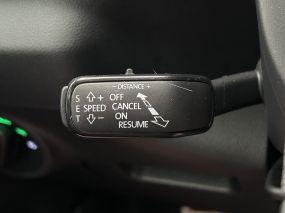 - DISTANCE +
S ⇧ + OFF
E SPEED CANCEL
T ⇩ - ON
RESUME